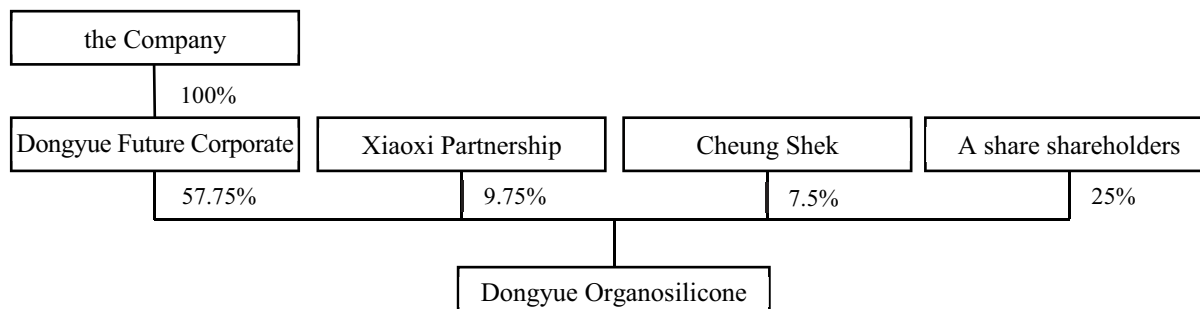 the Company
100%
Dongyue Future Corporate
Xiaoxi Partnership
Cheung Shek
A share shareholders
57.75%
9.75%
7.5%
25%
Dongyue Organosilicone